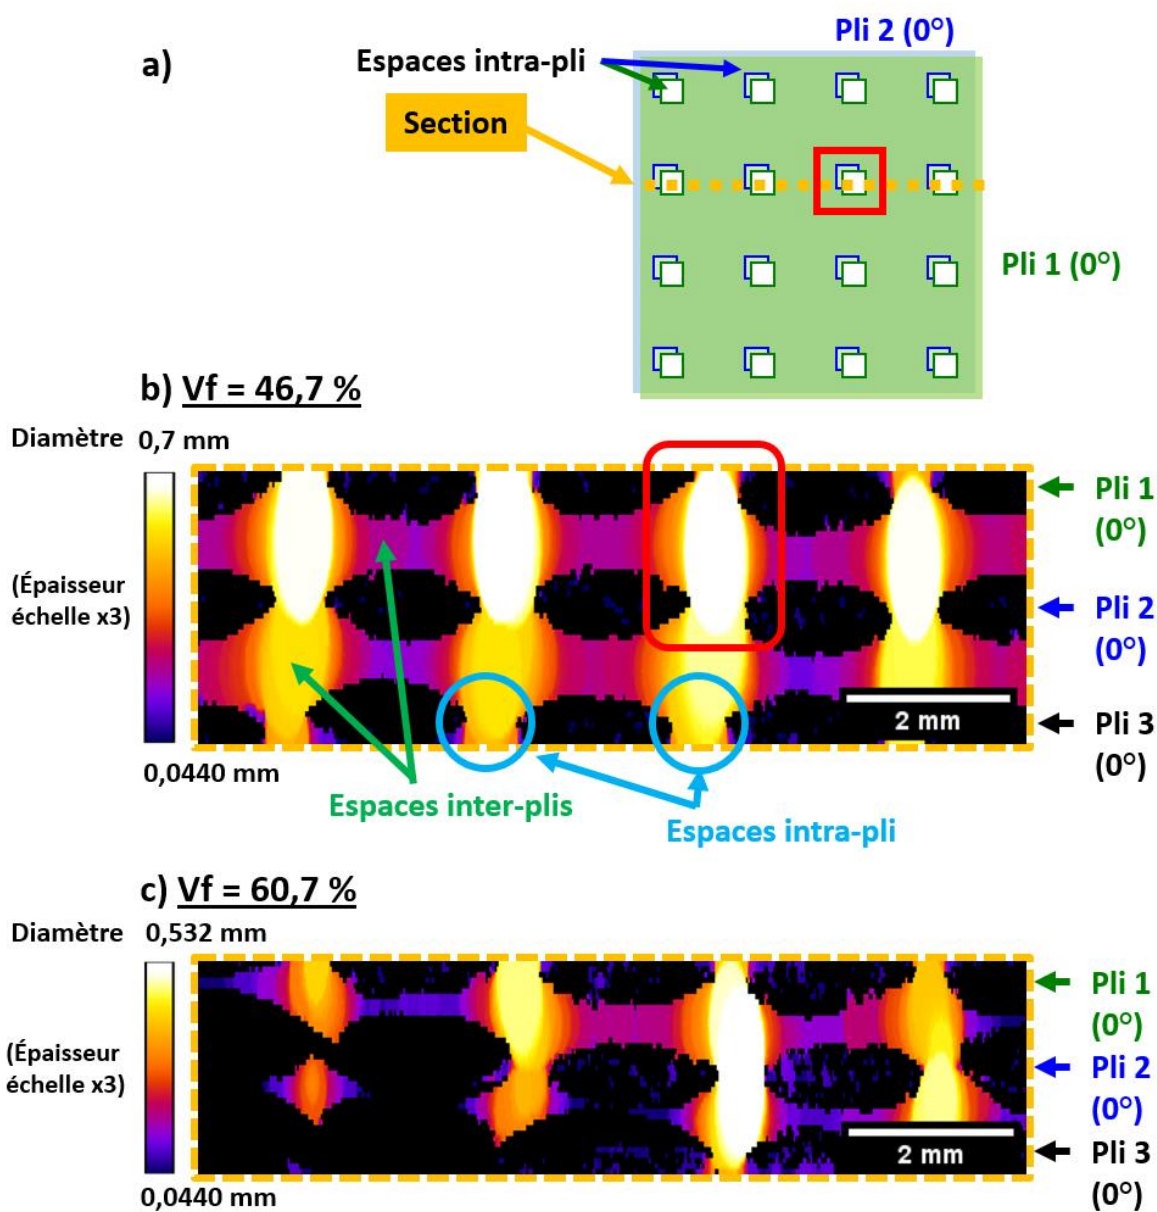 Pli 2 (0°)
a)
Espaces intra-pli
Section
Pli 1 (0°)
b) Vf = 46,7 %
Diamètre 0,7 mm
Pli 1
(0°)
(Épaisseur
échelle x3)
Pli 2
(0°)
2 mm
Pli 3
(0°)
0,0440 mm
Espaces inter-plis
Espaces intra-pli
c) Vf = 60,7 %
Diamètre 0,532 mm
Pli 1
(0°)
(Épaisseur
échelle x3)
Pli 2
(0°)
2 mm
Pli 3
(0°)
0,0440 mm